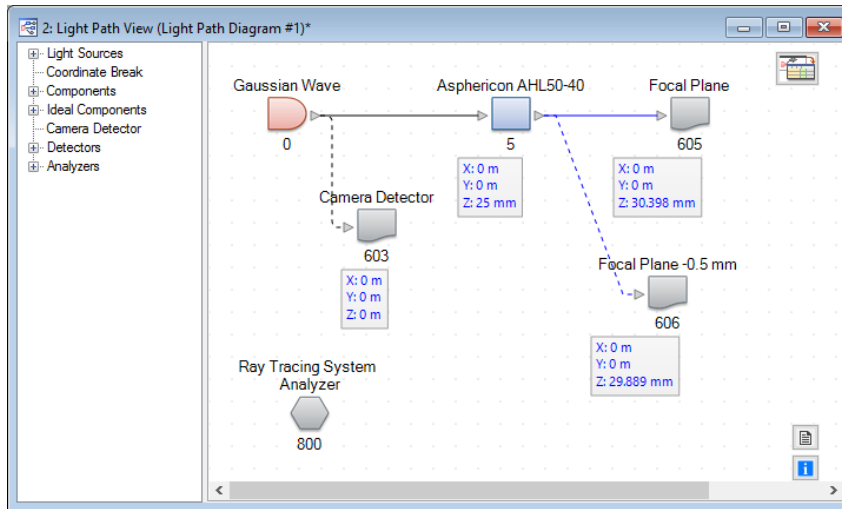 2: Light Path View (Light Path Diagram #1)*
Light Sources
Coordinate Break
Components
Ideal Components
Camera Detector
Detectors
Analyzers
Gaussian Wave
0
Asphericon AHL50-40
5
X: 0 m
Y: 0 m
Z: 25 mm
Focal Plane
605
X: 0 m
Y: 0 m
Z: 30.398 mm
Camera Detector
603
X: 0 m
Y: 0 m
Z: 0 m
Focal Plane -0.5 mm
606
X: 0 m
Y: 0 m
Z: 29.889 mm
Ray Tracing System
Analyzer
800